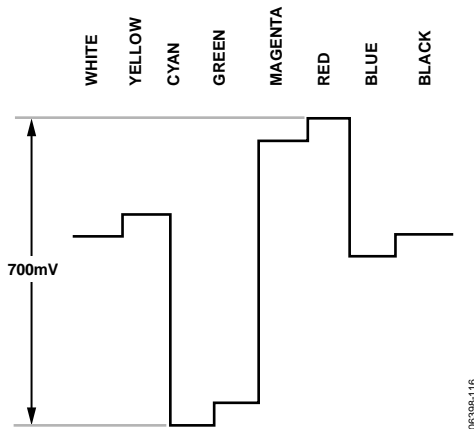 WHITE
YELLOW
CYAN
GREEN
MAGENTA
RED
BLUE
BLACK
700mV
06398-116